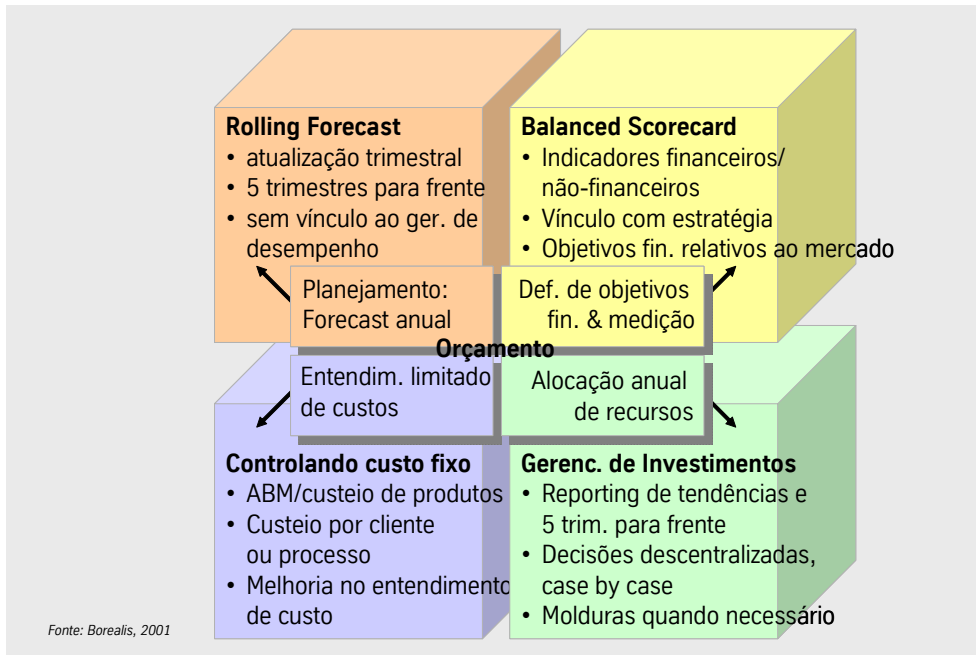 Rolling Forecast
• atualização trimestral
• 5 trimestres para frente
• sem vínculo ao ger. de
desempenho
Balanced Scorecard
• Indicadores financeiros/
não-financeiros
• Vínculo com estratégia
• Objetivos fin. relativos ao mercado
Planejamento:
Forecast anual
Def. de objetivos
fin. & medição
Orçamento
Entendim. limitado
de custos
Alocação anual
de recursos
Controlando custo fixo
• ABM/custeio de produtos
• Custeio por cliente
ou processo
• Melhoria no entendimento
de custo
Gerenc. de Investimentos
• Reporting de tendências e
5 trim. para frente
• Decisões descentralizadas,
case by case
• Molduras quando necessário
Fonte: Borealis, 2001